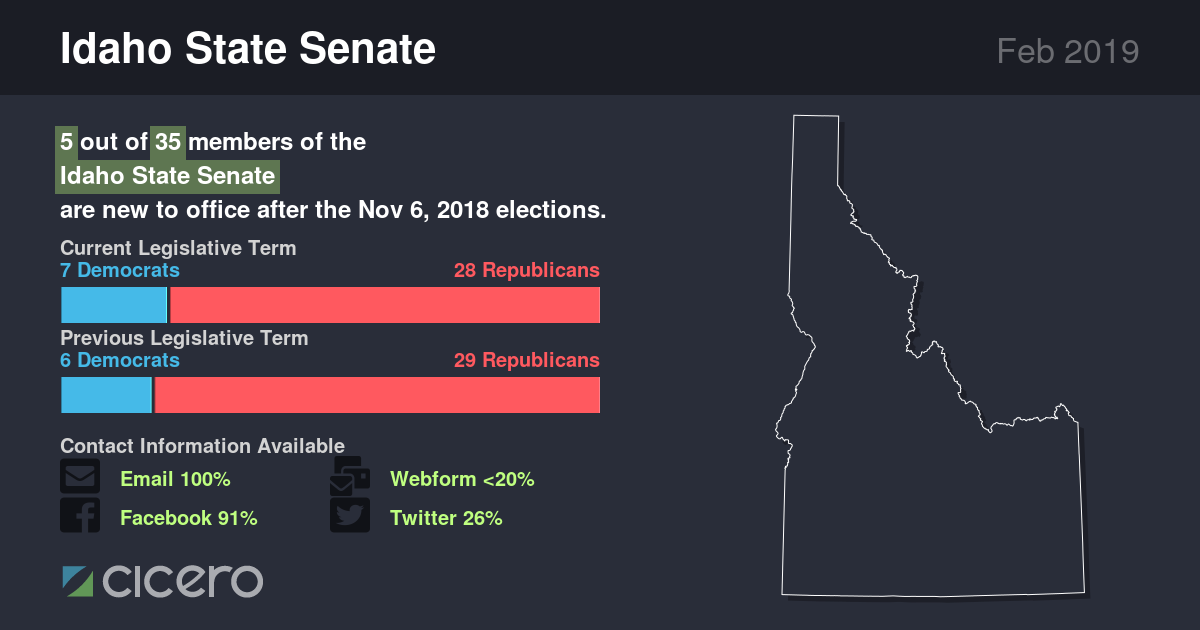 Idaho State Senate
Feb 2019
5 out of 35 members of the
Idaho State Senate
are new to office after the Nov 6, 2018 elections.
Current Legislative Term
7 Democrats 28 Republicans
Previous Legislative Term
6 Democrats 29 Republicans
Contact Information Available
Email 100% Webform <20%
Facebook 91% Twitter 26%
cicero